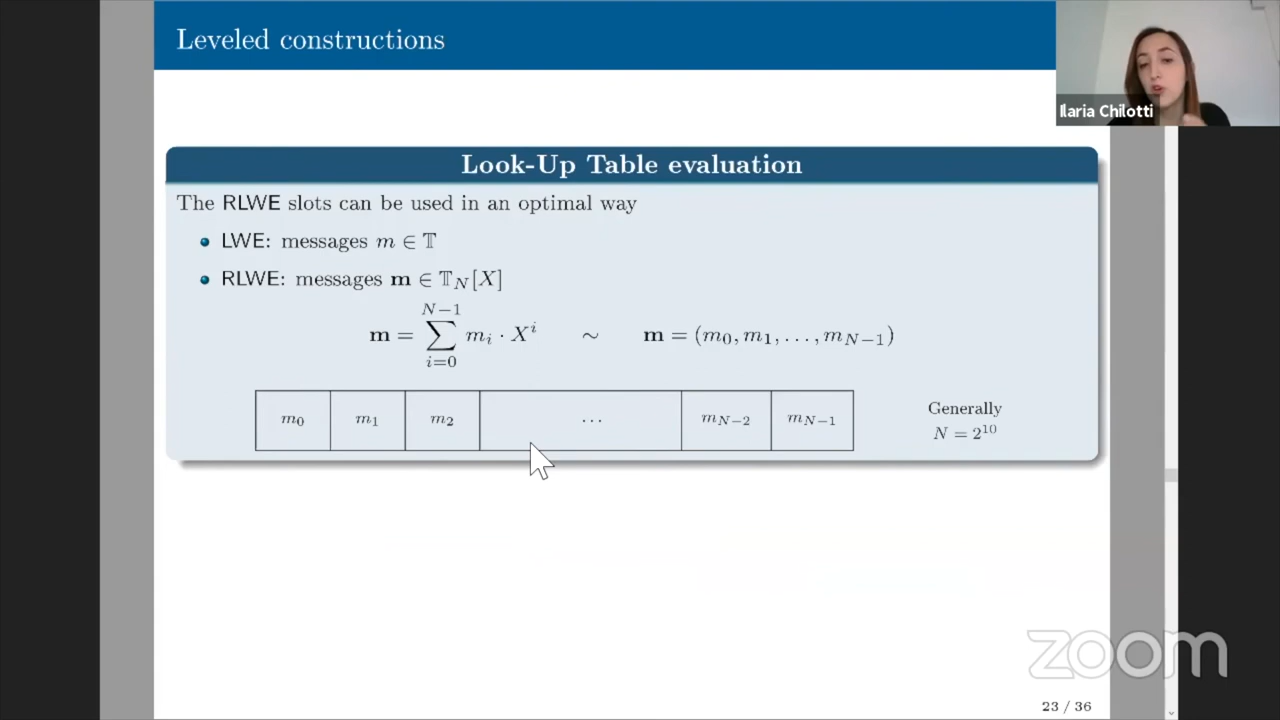 Leveled constructions
Ilaria Chilotti
Look-Up Table evaluation
The RLWE slots can be used in an optimal way
LWE: messages m ∈ 𝕋
RLWE: messages m ∈ 𝕋_N[X]
m = ∑_{i=0}^{N−1} m_i · X^i ∼ m = (m_0, m_1, . . . , m_{N−1})
m_0 m_1 m_2 . . . m_{N−2} m_{N−1}
Generally
N = 2^{10}
zoom
23 / 36